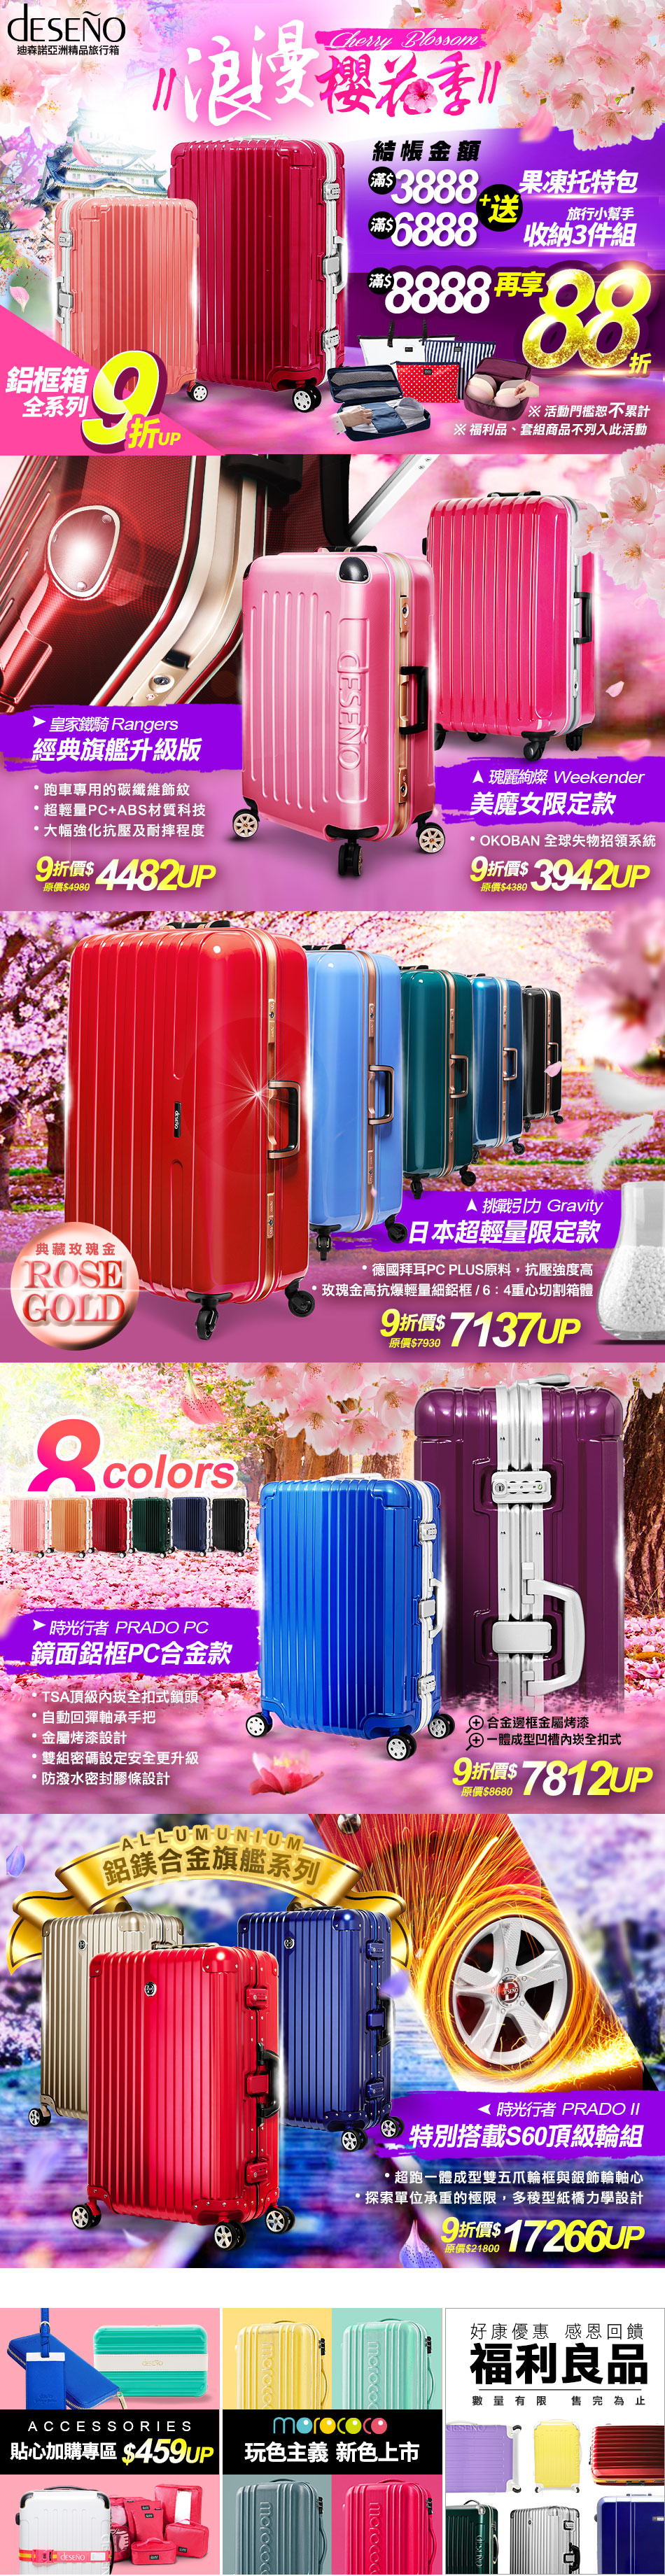 deseño
迪森諾亞洲精品旅行箱
Cherry Blossom
浪漫櫻花季
結帳金額
滿$3888
滿$6888
+送
果凍托特包
旅行小幫手
收納3件組
滿$8888再享88折
鋁框箱
全系列
9折UP
※ 活動門檻恕不累計
※ 福利品、套組商品不列入此活動
皇家鐵騎 Rangers
經典旗艦升級版
• 跑車專用的碳纖維飾紋
• 超輕量PC+ABS材質科技
• 大幅強化抗壓及耐摔程度
9折價$4482UP
原價$4980
deseño
瑰麗絢燦 Weekender
美魔女限定款
• OKOBAN 全球失物招領系統
9折價$3942UP
原價$4380
deseño
典藏玫瑰金
ROSE
GOLD
挑戰引力 Gravity
日本超輕量限定款
• 德國拜耳PC PLUS原料，抗壓強度高
• 玫瑰金高抗爆輕量細鋁框 / 6：4重心切割箱體
9折價$7137UP
原價$7930
8 colors
時光行者 PRADO PC
鏡面鋁框PC合金款
• TSA頂級內崁全扣式鎖頭
• 自動回彈軸承手把
• 金屬烤漆設計
• 雙組密碼設定安全更升級
• 防潑水密封膠條設計
合金邊框金屬烤漆
一體成型凹槽內崁全扣式
9折價$7812UP
原價$8680
ALLUMUNIUM
鋁鎂合金旗艦系列
時光行者 PRADO II
特別搭載S60頂級輪組
• 超跑一體成型雙五爪輪框與銀飾輪軸心
• 探索單位承重的極限，多稜型紙橋力學設計
9折價$17266UP
原價$21800
deseño
ACCESSORIES
貼心加購專區 $459UP
deseño
morococo
玩色主義 新色上市
好康優惠 感恩回饋
福利良品
數量有限 售完為止